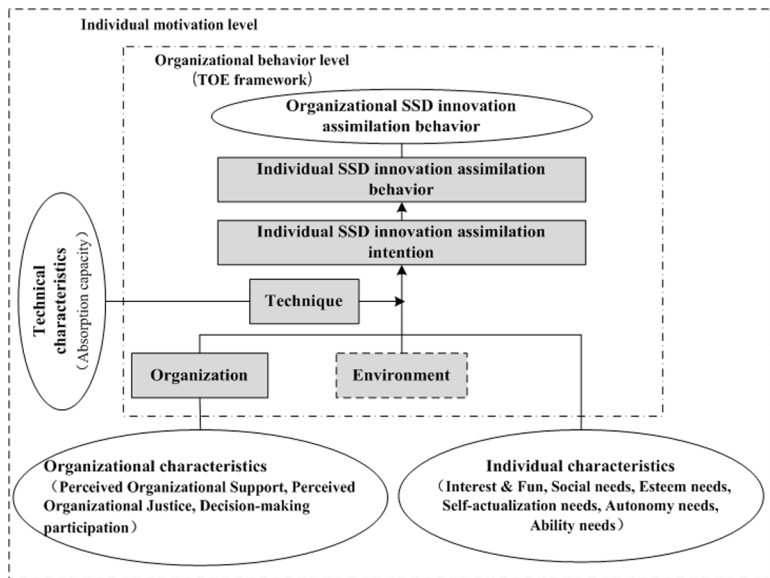 Individual motivation level
Organizational behavior level
（TOE framework）
Organizational SSD innovation
assimilation behavior
Individual SSD innovation assimilation
behavior
Individual SSD innovation assimilation
intention
Technical
characteristics
（Absorption capacity）
Technique
Organization
Environment
Organizational characteristics
（Perceived Organizational Support, Perceived
Organizational Justice, Decision-making
participation）
Individual characteristics
（Interest & Fun, Social needs, Esteem needs,
Self-actualization needs, Autonomy needs,
Ability needs）